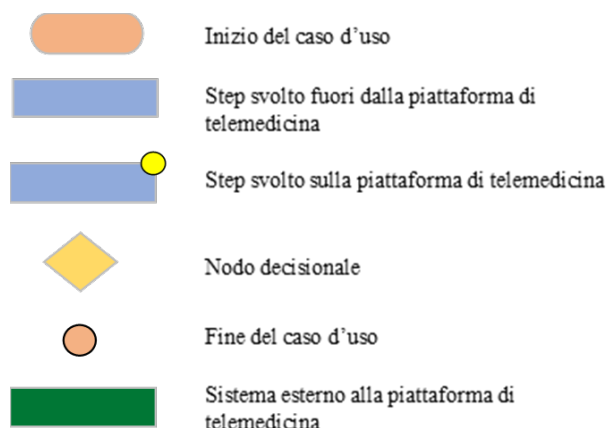 Inizio del caso d’uso
Step svolto fuori dalla piattaforma di
telemedicina
Step svolto sulla piattaforma di telemedicina
Nodo decisionale
Fine del caso d’uso
Sistema esterno alla piattaforma di
telemedicina